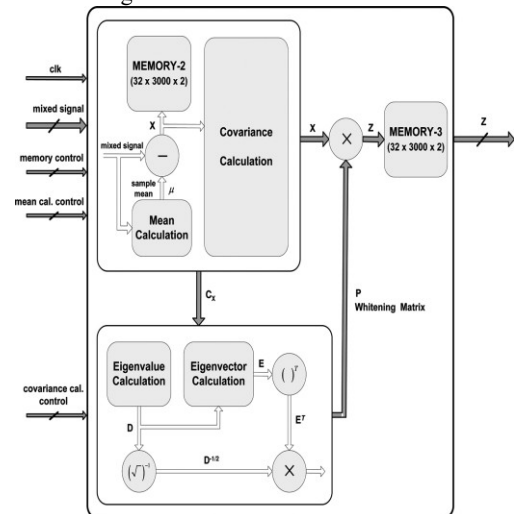 clk
mixed signal
memory control
mean cal. control
covariance cal.
control
MEMORY-2
(32 x 3000 x 2)
X
mixed signal
−
sample
mean
μ
Mean
Calculation
Covariance
Calculation
X
×
Z
MEMORY-3
(32 x 3000 x 2)
Z
Cx
P
Whitening Matrix
Eigenvalue
Calculation
Eigenvector
Calculation
E
( )ᵀ
D
Eᵀ
(√)⁻¹
D⁻¹/²
×